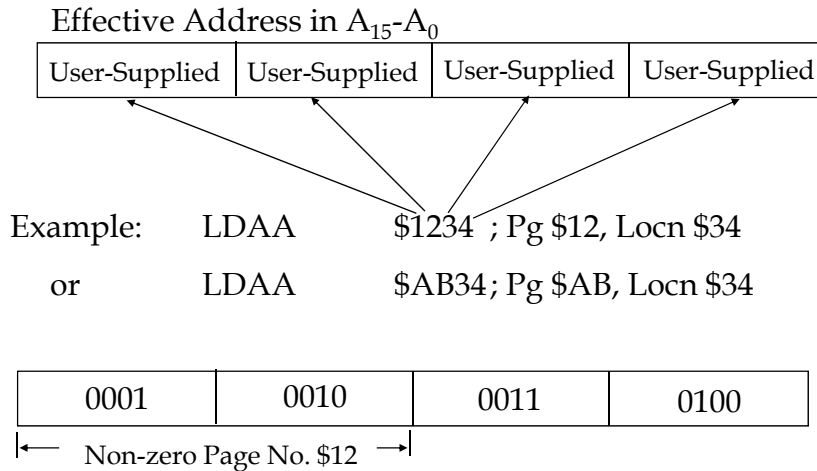 Effective Address in A₁₅-A₀
User-Supplied User-Supplied User-Supplied User-Supplied
Example: LDAA $1234 ; Pg $12, Locn $34
or LDAA $AB34; Pg $AB, Locn $34
0001 0010 0011 0100
Non-zero Page No. $12